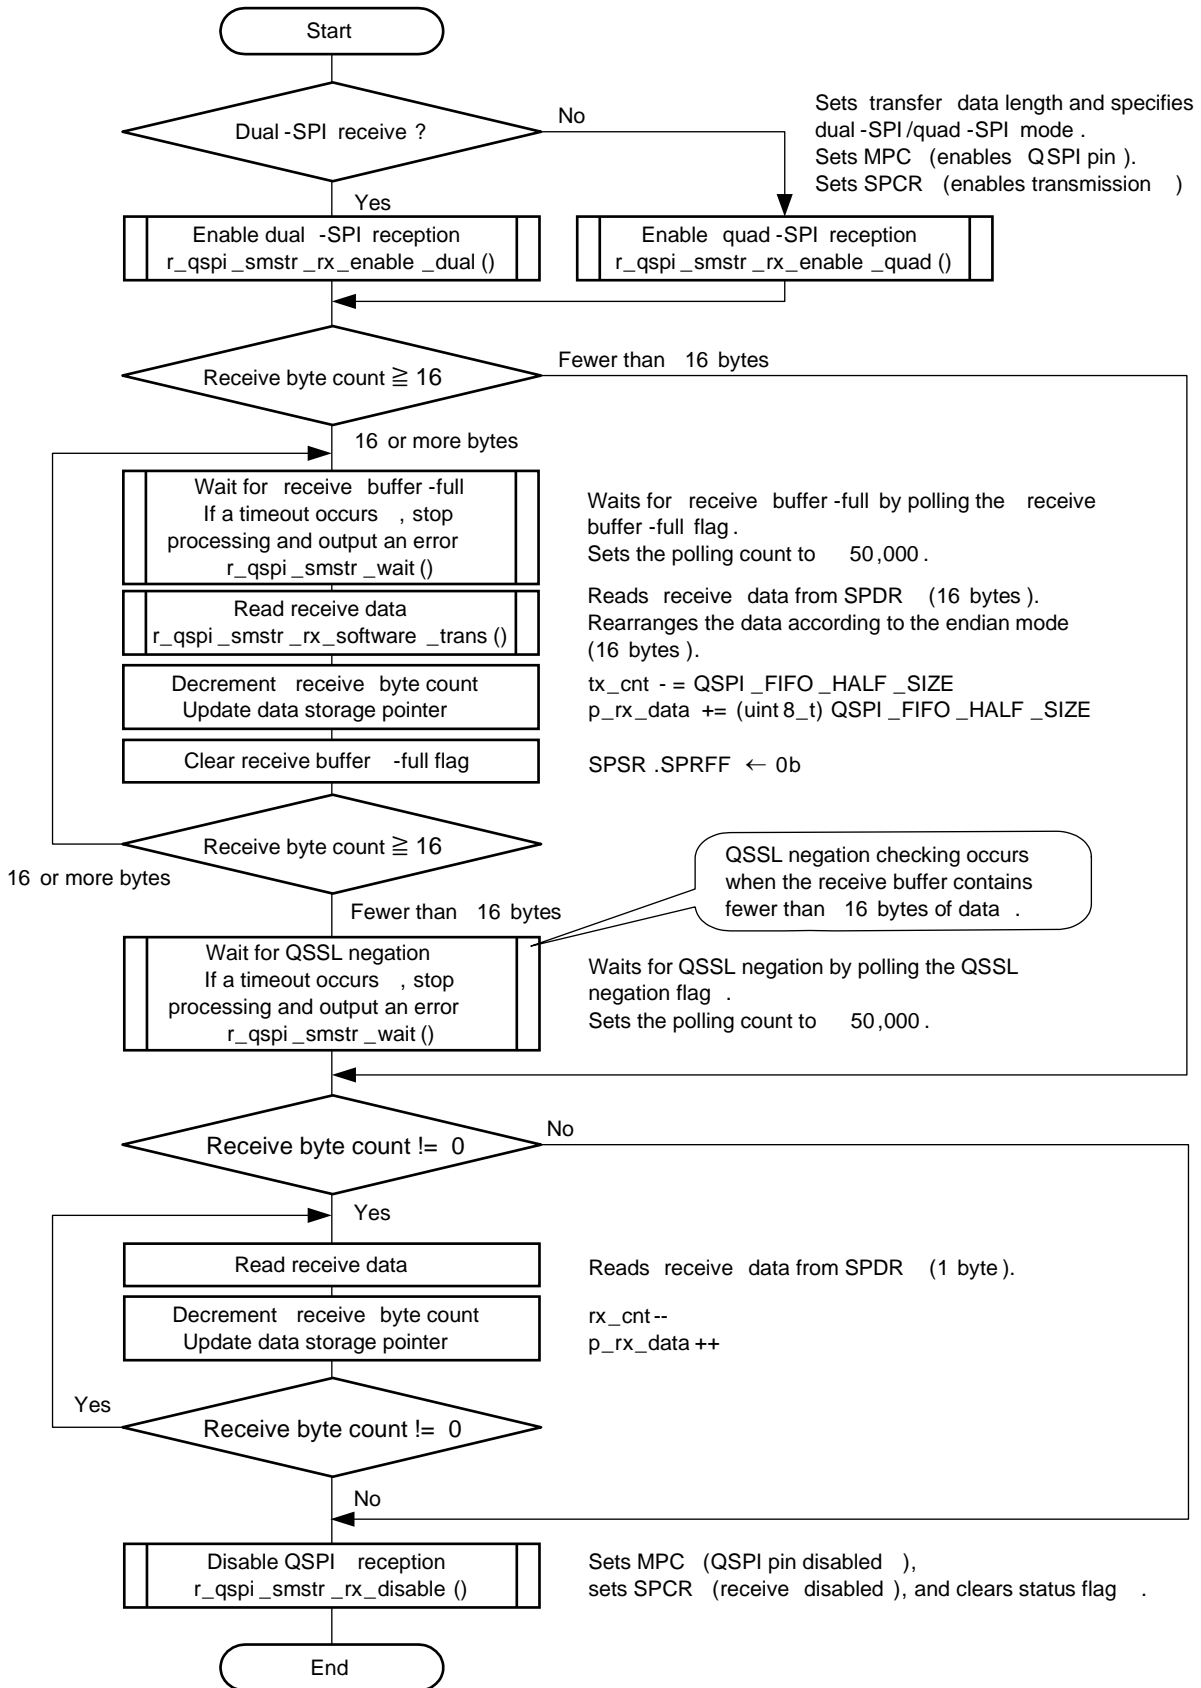 Start
Dual-SPI receive ?
No
Sets transfer data length and specifies
dual-SPI/quad-SPI mode.
Sets MPC (enables QSPI pin).
Sets SPCR (enables transmission )
Yes
Enable dual -SPI reception
r_qspi_smstr_rx_enable_dual()
Enable quad-SPI reception
r_qspi_smstr_rx_enable_quad()
Receive byte count ≧ 16
Fewer than 16 bytes
16 or more bytes
Wait for receive buffer-full
If a timeout occurs , stop
processing and output an error
r_qspi_smstr_wait()
Waits for receive buffer-full by polling the receive
buffer-full flag.
Sets the polling count to 50,000.
Read receive data
r_qspi_smstr_rx_software_trans()
Reads receive data from SPDR (16 bytes).
Rearranges the data according to the endian mode
(16 bytes).
Decrement receive byte count
Update data storage pointer
tx_cnt -= QSPI_FIFO_HALF_SIZE
p_rx_data += (uint8_t) QSPI_FIFO_HALF_SIZE
Clear receive buffer -full flag
SPSR.SPRFF ← 0b
Receive byte count ≧ 16
16 or more bytes
QSSL negation checking occurs
when the receive buffer contains
fewer than 16 bytes of data .
Fewer than 16 bytes
Wait for QSSL negation
If a timeout occurs , stop
processing and output an error
r_qspi_smstr_wait()
Waits for QSSL negation by polling the QSSL
negation flag .
Sets the polling count to 50,000.
Receive byte count != 0
No
Yes
Read receive data
Reads receive data from SPDR (1 byte).
Decrement receive byte count
Update data storage pointer
rx_cnt--
p_rx_data++
Yes
Receive byte count != 0
No
Disable QSPI reception
r_qspi_smstr_rx_disable()
Sets MPC (QSPI pin disabled ),
sets SPCR (receive disabled ), and clears status flag .
End